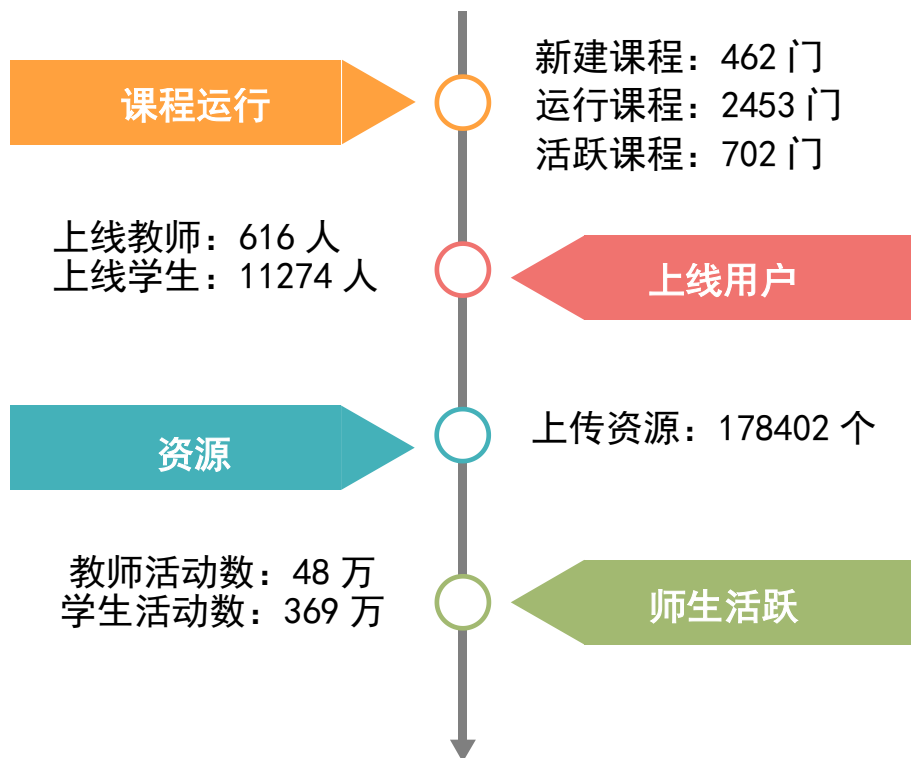 课程运行
新建课程：462 门
运行课程：2453 门
活跃课程：702 门
上线教师：616 人
上线学生：11274 人
上线用户
资源
上传资源：178402 个
教师活动数：48 万
学生活动数：369 万
师生活跃